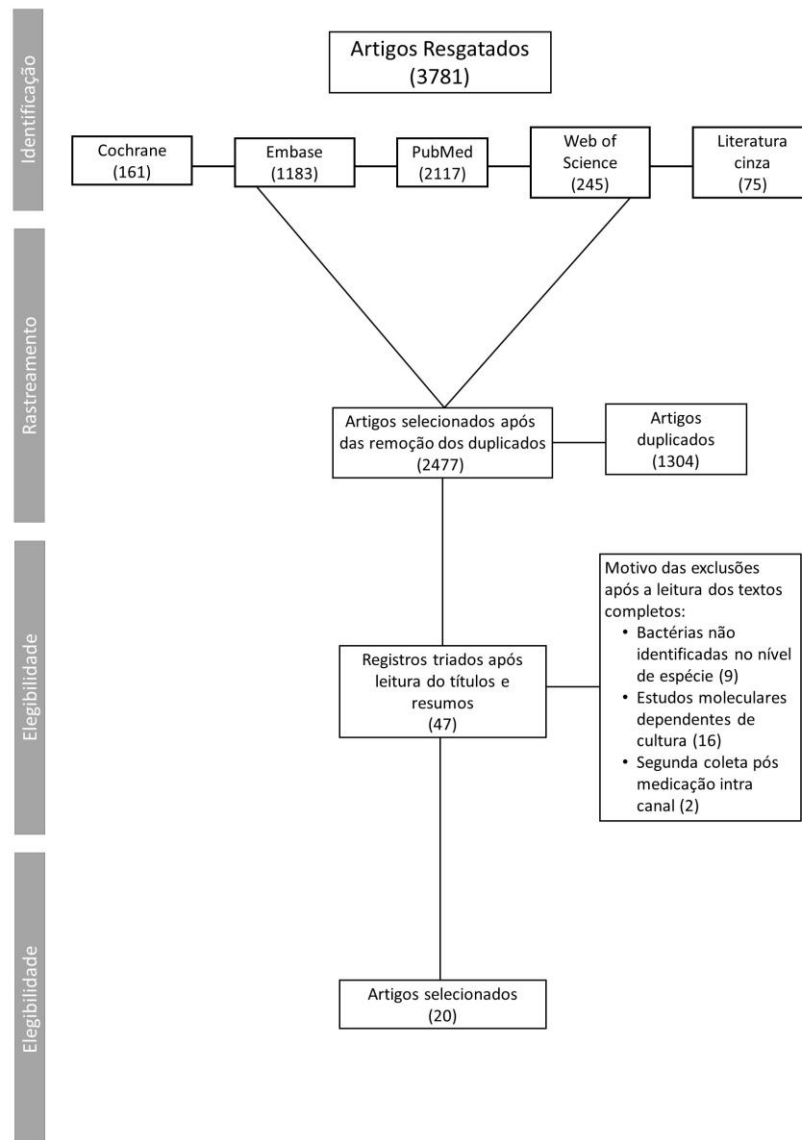 Identificação
Artigos Resgatados
(3781)
Cochrane
(161)
Embase
(1183)
PubMed
(2117)
Web of
Science
(245)
Literatura
cinza
(75)
Rastreamento
Artigos selecionados após
das remoção dos duplicados
(2477)
Artigos
duplicados
(1304)
Elegibilidade
Registros triados após
leitura do títulos e
resumos
(47)
Motivo das exclusões
após a leitura dos textos
completos:
• Bactérias não
identificadas no nível
de espécie (9)
• Estudos moleculares
dependentes de
cultura (16)
• Segunda coleta pós
medicação intra
canal (2)
Elegibilidade
Artigos selecionados
(20)